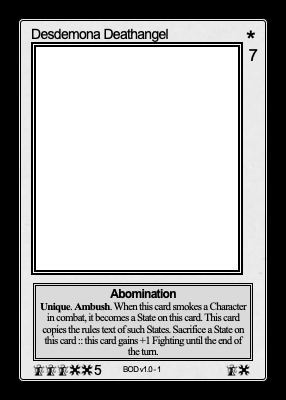 Desdemona Deathangel
*
7
Abomination
Unique. Ambush. When this card smokes a Character
in combat, it becomes a State on this card. This card
copies the rules text of such States. Sacrifice a State on
this card :: this card gains +1 Fighting until the end of
the turn.
5 BOD v1.0 - 1